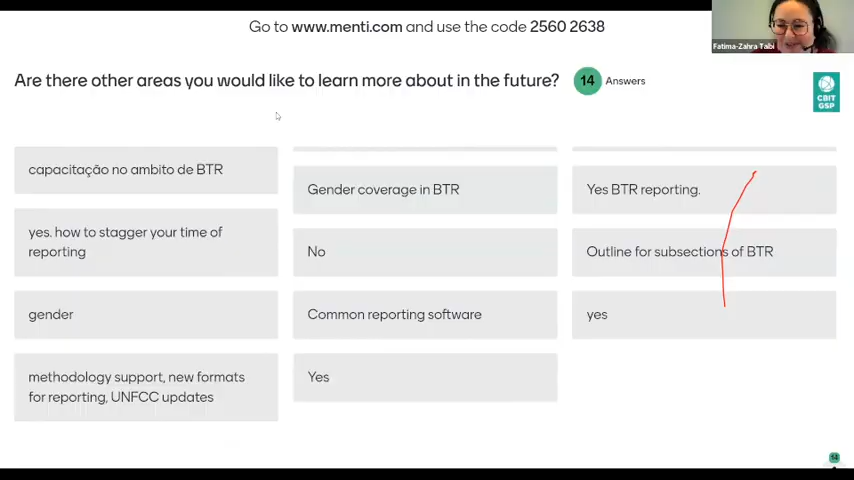 Go to www.menti.com and use the code 2560 2638
Fatima-Zahra Taibi
Are there other areas you would like to learn more about in the future?
14 Answers
CBIT
GSP
capacitação no ambito de BTR
yes. how to stagger your time of
reporting
gender
methodology support, new formats
for reporting, UNFCC updates
Gender coverage in BTR
No
Common reporting software
Yes
Yes BTR reporting.
Outline for subsections of BTR
yes
14